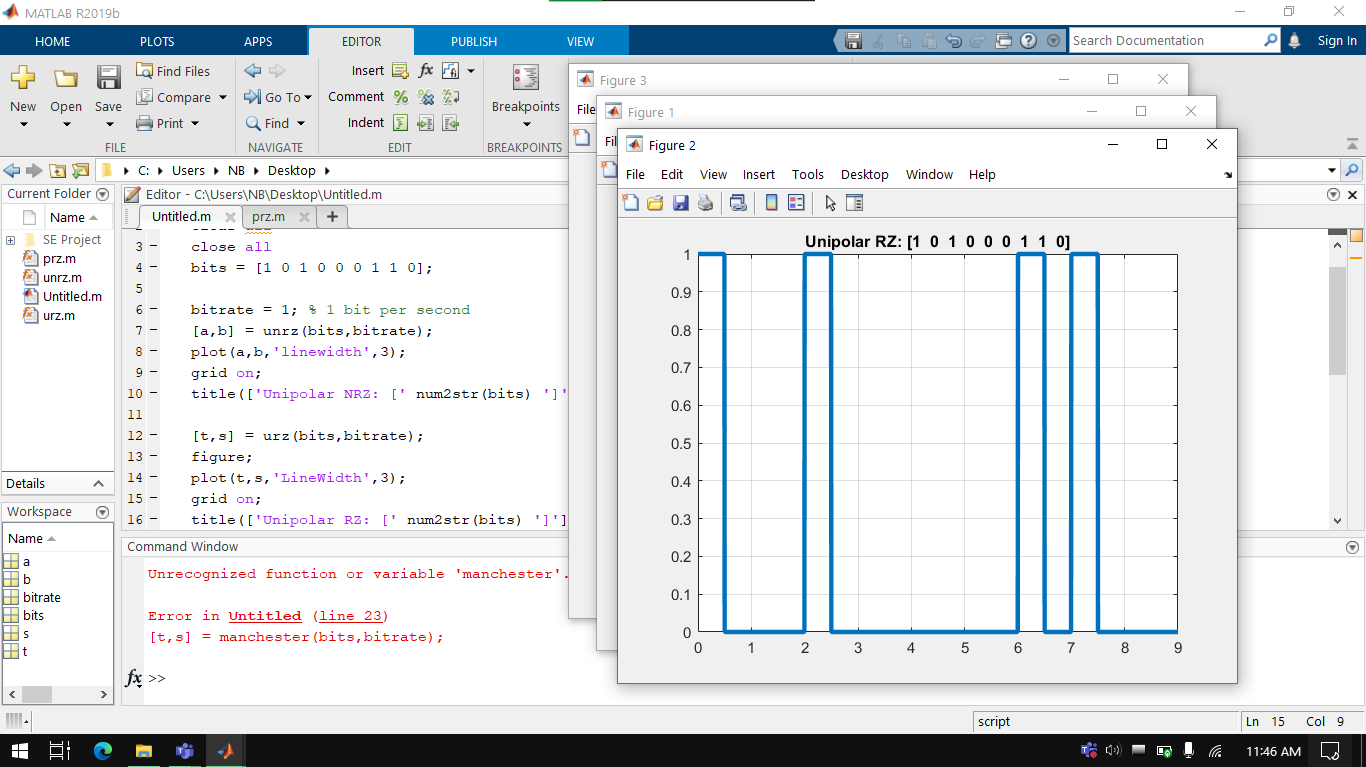 MATLAB R2019b
HOME PLOTS APPS EDITOR PUBLISH VIEW
Search Documentation
Sign In
New Open Save
Find Files
Compare
Print
FILE
Go To
Find
NAVIGATE
Insert
Comment
Indent
EDIT
Breakpoints
BREAKPOINTS
C: Users NB Desktop
Current Folder
Name
SE Project
prz.m
unrz.m
Untitled.m
urz.m
Details
Workspace
Name
a
b
bitrate
bits
s
t
Editor - C:\Users\NB\Desktop\Untitled.m
Untitled.m prz.m
3 close all
4 bits = [1 0 1 0 0 0 1 1 0];
5
6 bitrate = 1; % 1 bit per second
7 [a,b] = unrz(bits,bitrate);
8 plot(a,b,'linewidth',3);
9 grid on;
10 title(['Unipolar NRZ: [' num2str(bits) ']'
11
12 [t,s] = urz(bits,bitrate);
13 figure;
14 plot(t,s,'LineWidth',3);
15 grid on;
16 title(['Unipolar RZ: [' num2str(bits) ']']
Command Window
Unrecognized function or variable 'manchester'.
Error in Untitled (line 23)
[t,s] = manchester(bits,bitrate);
fx >>
Figure 3
File
Figure 1
Figure 2
File Edit View Insert Tools Desktop Window Help
Unipolar RZ: [1 0 1 0 0 0 1 1 0]
1
0.9
0.8
0.7
0.6
0.5
0.4
0.3
0.2
0.1
0
0 1 2 3 4 5 6 7 8 9
script
Ln 15 Col 9
11:46 AM